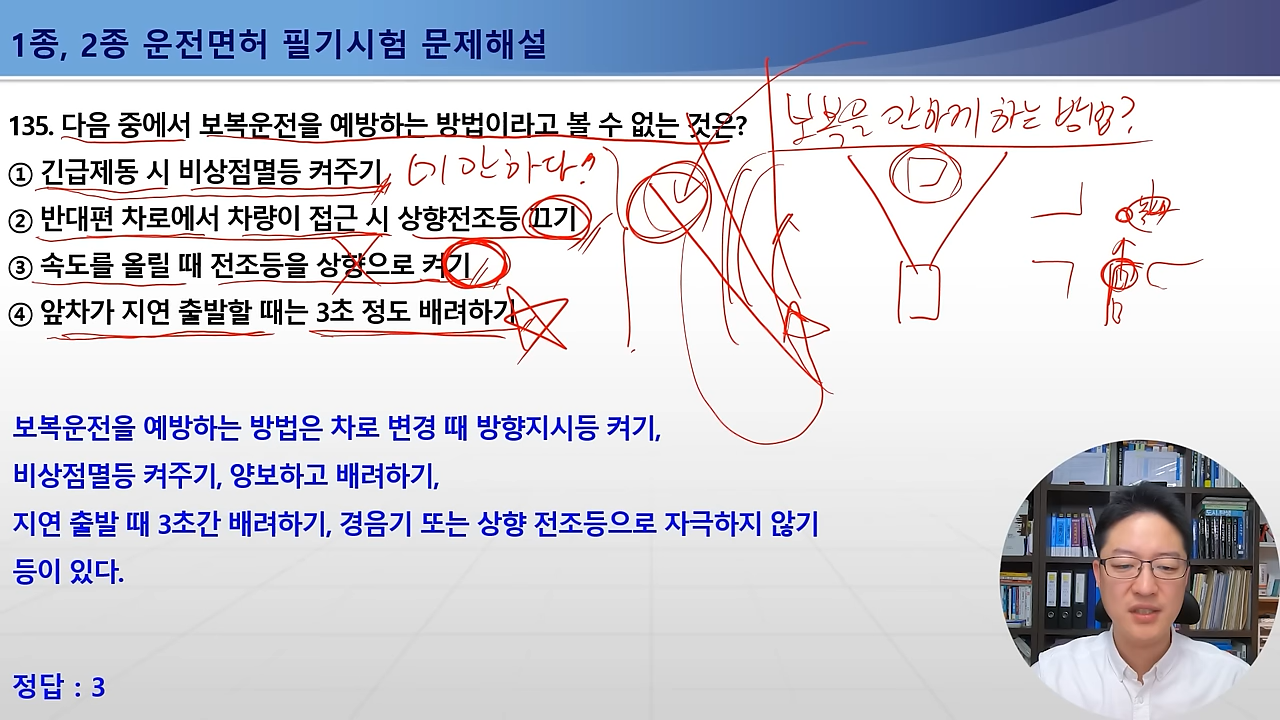 1종, 2종 운전면허 필기시험 문제해설
135. 다음 중에서 보복운전을 예방하는 방법이라고 볼 수 없는 것은?
보복을 안하게 하는 방법?
① 긴급제동 시 비상점멸등 켜주기
미안하다?
② 반대편 차로에서 차량이 접근 시 상향전조등 끄기
③ 속도를 올릴 때 전조등을 상향으로 켜기
④ 앞차가 지연 출발할 때는 3초 정도 배려하기
보복운전을 예방하는 방법은 차로 변경 때 방향지시등 켜기,
비상점멸등 켜주기, 양보하고 배려하기,
지연 출발 때 3초간 배려하기, 경음기 또는 상향 전조등으로 자극하지 않기
등이 있다.
정답 : 3